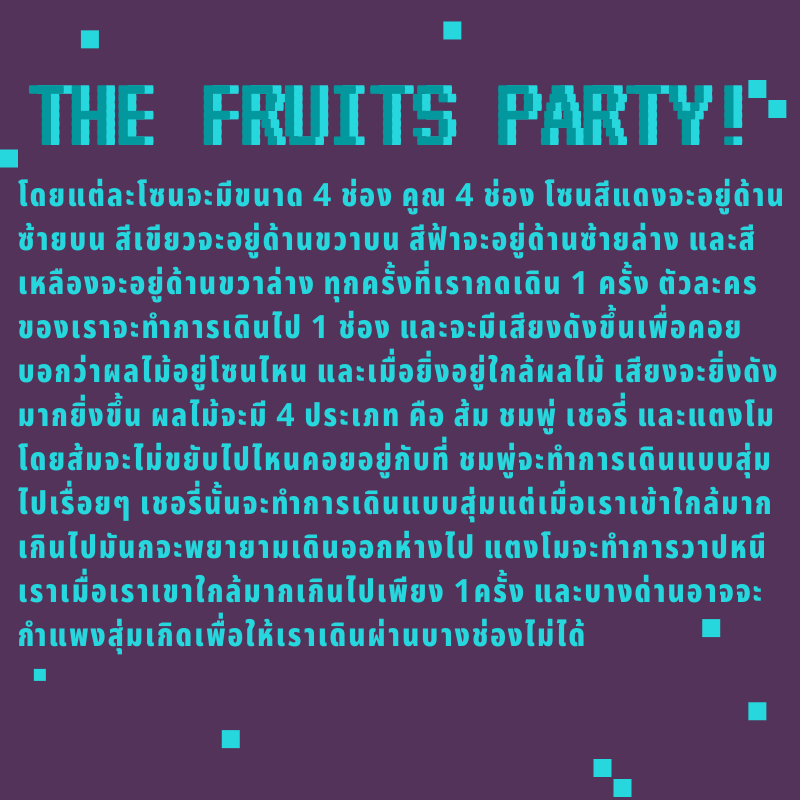 THE FRUITS PARTY!
โดยแต่ละโซนจะมีขนาด 4 ช่อง คูณ 4 ช่อง โซนสีแดงจะอยู่ด้าน
ซ้ายบน สีเขียวจะอยู่ด้านขวาบน สีฟ้าจะอยู่ด้านซ้ายล่าง และสี
เหลืองจะอยู่ด้านขวาล่าง ทุกครั้งที่เรากดเดิน 1 ครั้ง ตัวละคร
ของเราจะทำการเดินไป 1 ช่อง และจะมีเสียงดังขึ้นเพื่อคอย
บอกว่าผลไม้อยู่โซนไหน และเมื่อยิ่งอยู่ใกล้ผลไม้ เสียงจะยิ่งดัง
มากยิ่งขึ้น ผลไม้จะมี 4 ประเภท คือ ส้ม ชมพู่ เชอรี่ และแตงโม
โดยส้มจะไม่ขยับไปไหนคอยอยู่กับที่ ชมพู่จะทำการเดินแบบสุ่ม
ไปเรื่อยๆ เชอรี่นั้นจะทำการเดินแบบสุ่มแต่เมื่อเราเข้าใกล้มาก
เกินไปมันกจะพยายามเดินออกห่างไป แตงโมจะทำการวาปหนี
เราเมื่อเราเขาใกล้มากเกินไปเพียง 1ครั้ง และบางด่านอาจจะ
กำแพงสุ่มเกิดเพื่อให้เราเดินผ่านบางช่องไม่ได้